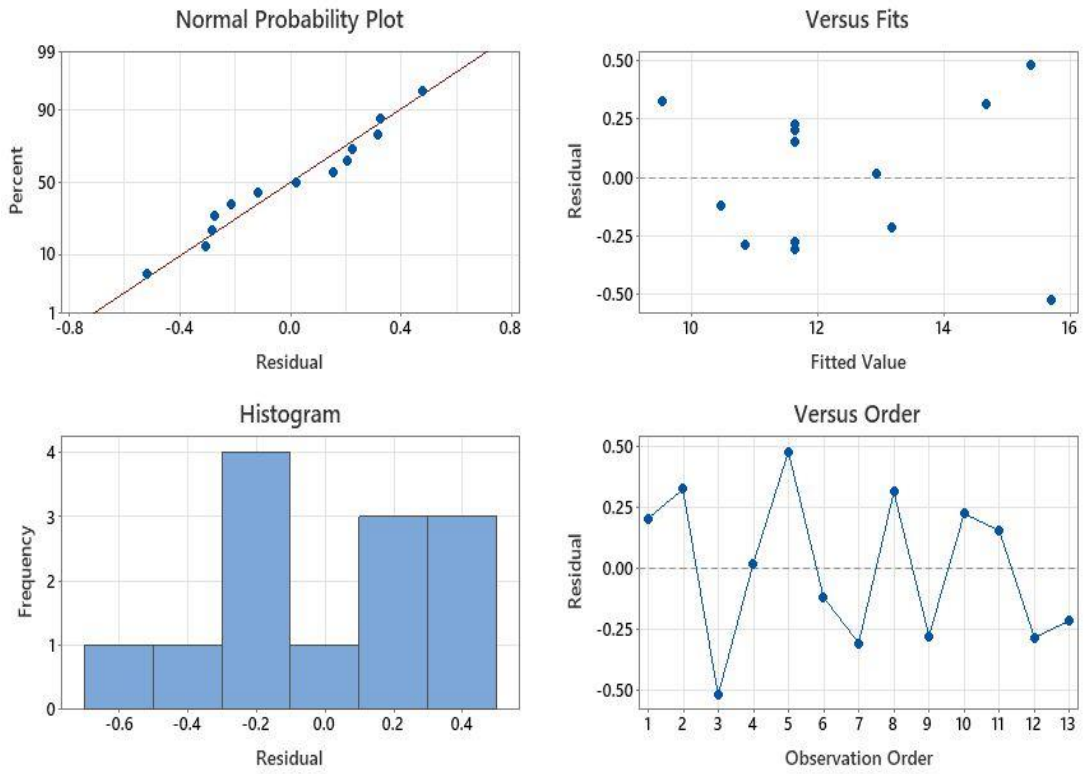 Normal Probability Plot
99
90
50
10
1
Percent
-0.8
-0.4
0.0
0.4
0.8
Residual
Versus Fits
0.50
0.25
0.00
-0.25
-0.50
Residual
10
12
14
16
Fitted Value
Histogram
4
3
2
1
0
Frequency
-0.6
-0.4
-0.2
0.0
0.2
0.4
Residual
Versus Order
0.50
0.25
0.00
-0.25
-0.50
Residual
1 2 3 4 5 6 7 8 9 10 11 12 13
Observation Order